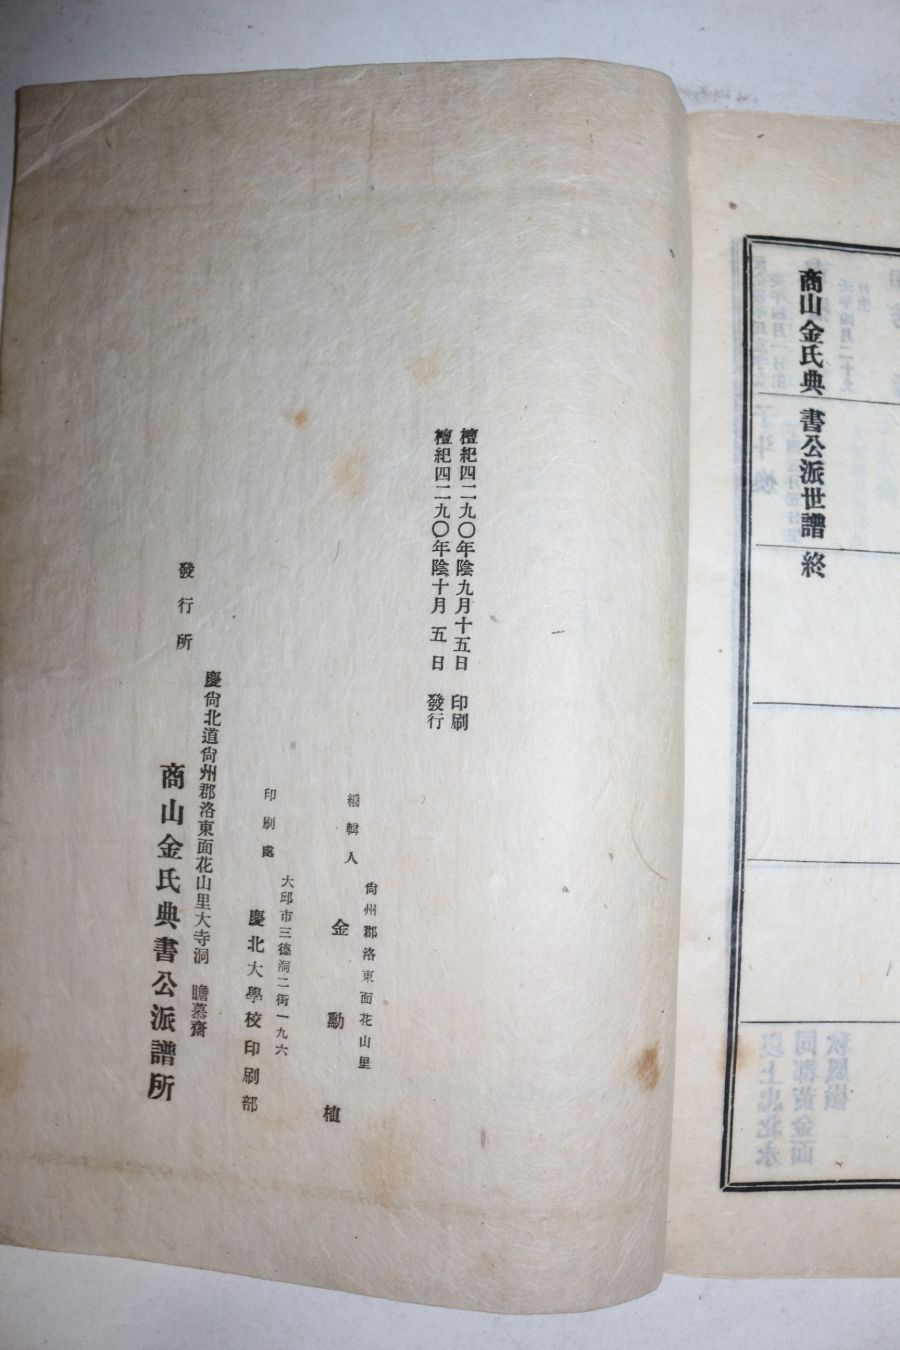 商山金氏典書公派世譜 終
檀紀四二九〇年陰九月十五日 印刷
檀紀四二九〇年陰十月五日 發行
尙州郡洛東面花山里
編輯人 金勳植
大邱市三德洞二街一九六
印刷處 慶北大學校印刷部
慶尙北道尙州郡洛東面花山里大寺洞 瞻慕齋
發行所 商山金氏典書公派譜所